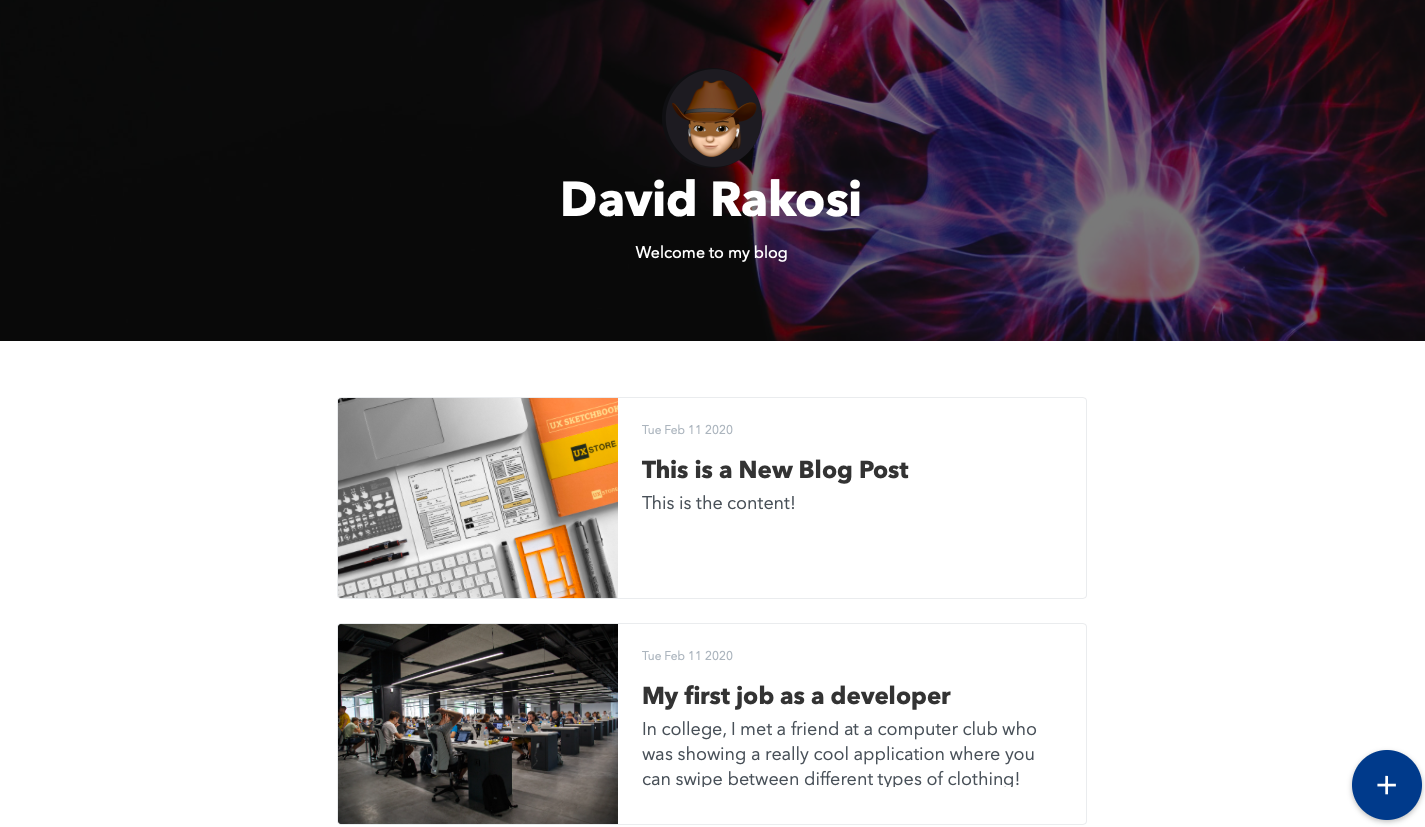 David Rakosi
Welcome to my blog
UX SKETCHBOOK
UX STORE
Tue Feb 11 2020
This is a New Blog Post
This is the content!
Tue Feb 11 2020
My first job as a developer
In college, I met a friend at a computer club who
was showing a really cool application where you
can swipe between different types of clothing!
+